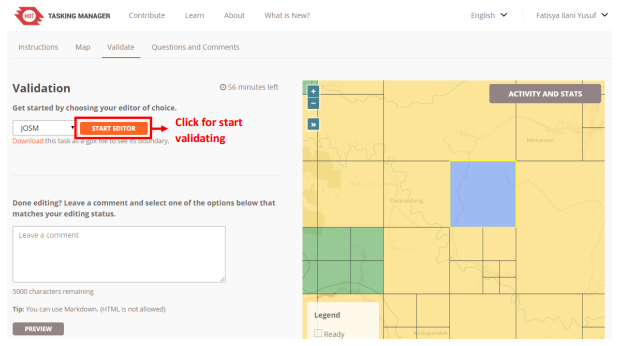 HOT TASKING MANAGER Contribute Learn About What is New? English Fatisya Ilani Yusuf
Instructions Map Validate Questions and Comments
Validation 56 minutes left
Get started by choosing your editor of choice.
JOSM START EDITOR
Click for start
validating
Download this task as a gpx file to see its boundary.
Done editing? Leave a comment and select one of the options below that
matches your editing status.
Leave a comment
5000 characters remaining
Tip: You can use Markdown. (HTML is not allowed)
PREVIEW
+
−
»
ACTIVITY AND STATS
Mekarsari
Legend
Ready